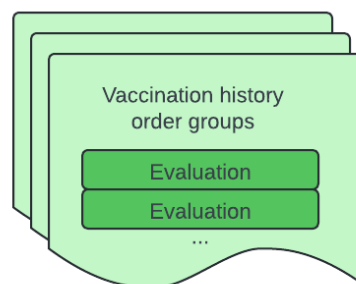 Vaccination history
order groups
Evaluation
Evaluation
...